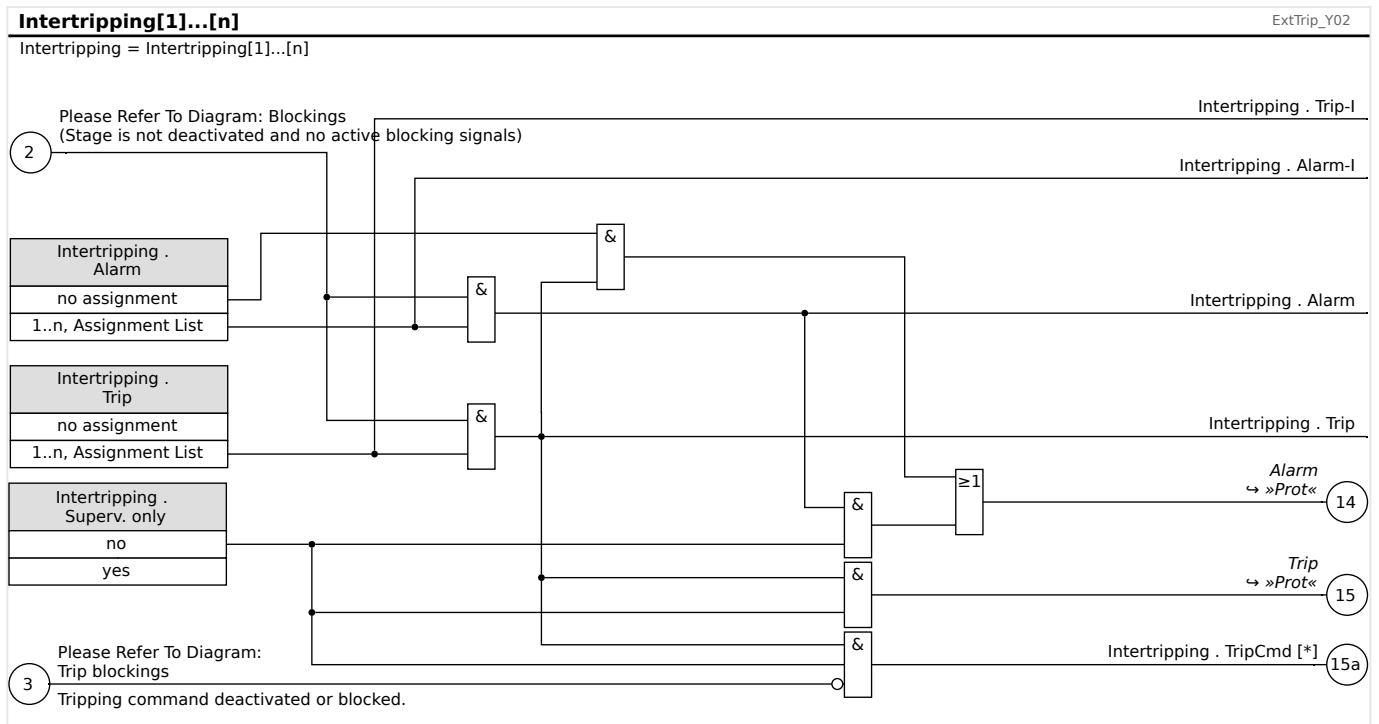 Intertripping[1]...[n]
ExtTrip_Y02
Intertripping = Intertripping[1]...[n]
Intertripping . Trip-I
Please Refer To Diagram: Blockings
(Stage is not deactivated and no active blocking signals)
2
Intertripping . Alarm-I
Intertripping .
Alarm
no assignment
1..n, Assignment List
&
&
Intertripping . Alarm
Intertripping .
Trip
no assignment
1..n, Assignment List
&
Intertripping . Trip
Intertripping .
Superv. only
no
yes
&
≥1
Alarm
↪ »Prot«
14
&
Trip
↪ »Prot«
15
&
Intertripping . TripCmd [*]
15a
Please Refer To Diagram:
Trip blockings
3
Tripping command deactivated or blocked.